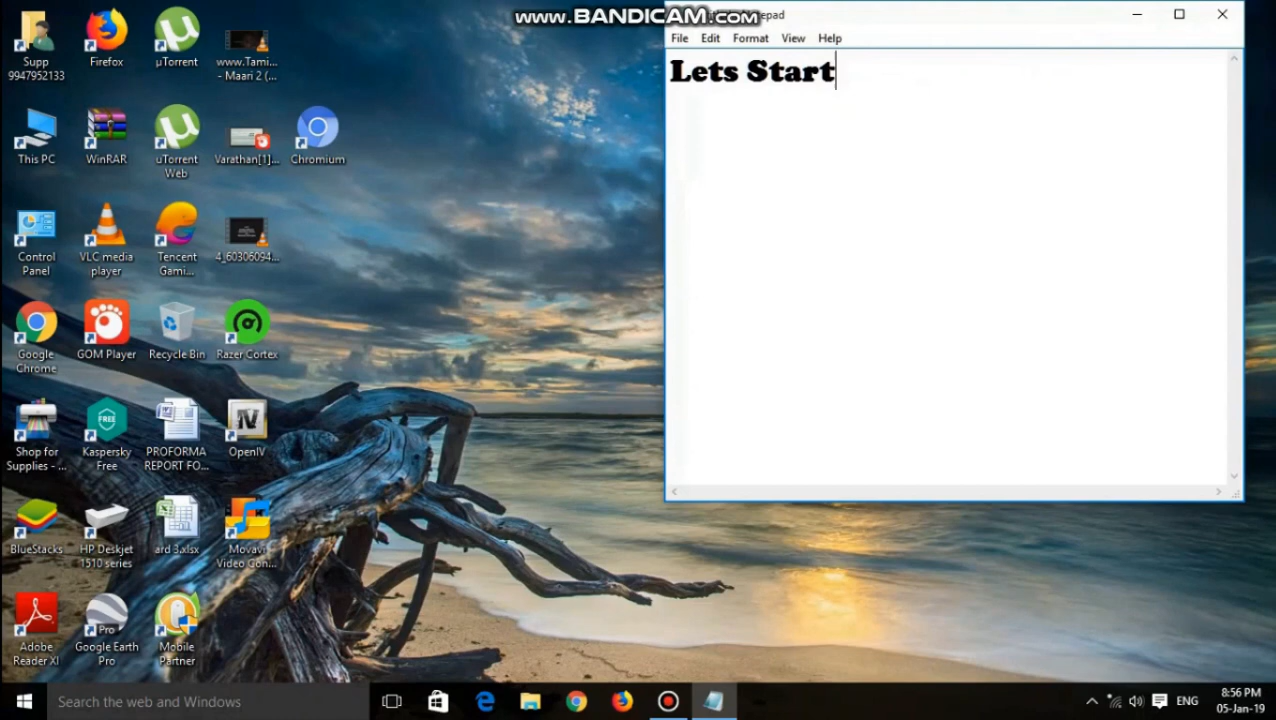 www.BANDICAM.com
File Edit Format View Help
Lets Start
Supp
9947952133
Firefox
µTorrent
www.Tami...
- Maari 2 (...
This PC
WinRAR
uTorrent
Web
Varathan[1]...
Chromium
Control
Panel
VLC media
player
Tencent
Gami...
4_60306094...
Google
Chrome
GOM Player
Recycle Bin
Razer Cortex
Shop for
Supplies - ...
FREE
Kaspersky
Free
PROFORMA
REPORT FO...
IV
OpenIV
BlueStacks
HP Deskjet
1510 series
ard 3.xlsx
Movavi
Video Con...
Adobe
Reader XI
Pro
Google Earth
Pro
Mobile
Partner
Search the web and Windows
ENG
8:56 PM
05-Jan-19